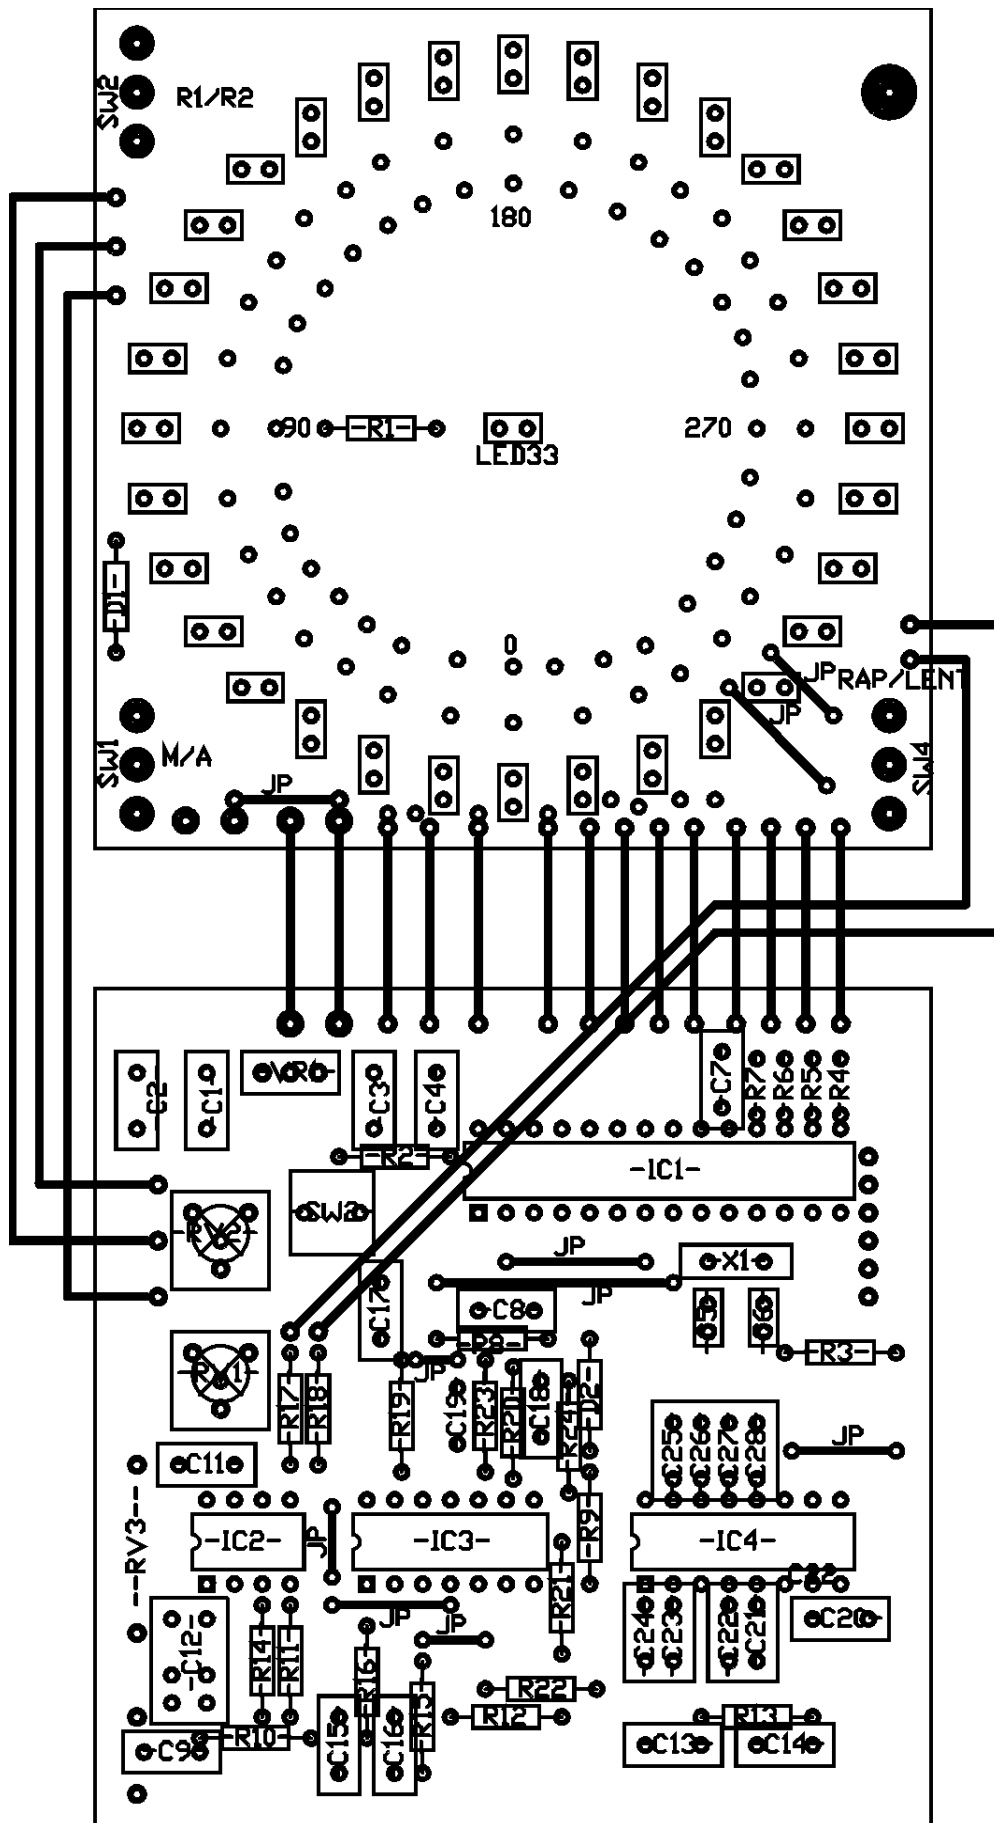 SW2
R1/R2
180
-90
-R1-
270
LED33
D1-
0
JP
RAP/LENT
JP
SW1
M/A
SW4
JP
-C2-
-C1-
-VR1-
-C3-
-C4-
C7
R7
R6
R5
R4
-R2-
-IC1-
-RV2-
SW3
JP
-X1-
C17
JP
-C8-
C5
C6
-R8-
-R3-
-RV1-
JP
-R17-
-R18-
-R19-
C19
-R23-
-R20-
C18
-R24-
-D2-
C25
C26
C27
C28
JP
C11
--RV3--
-IC2-
JP
-IC3-
-R9-
-IC4-
-R21-
JP
JP
C24
C23
C22
C21
C20
-C12-
-R14-
-R11-
-R16-
-R15-
-R22-
-R12-
-R13-
-C9
-R10-
C15
C16
-C13-
-C14-